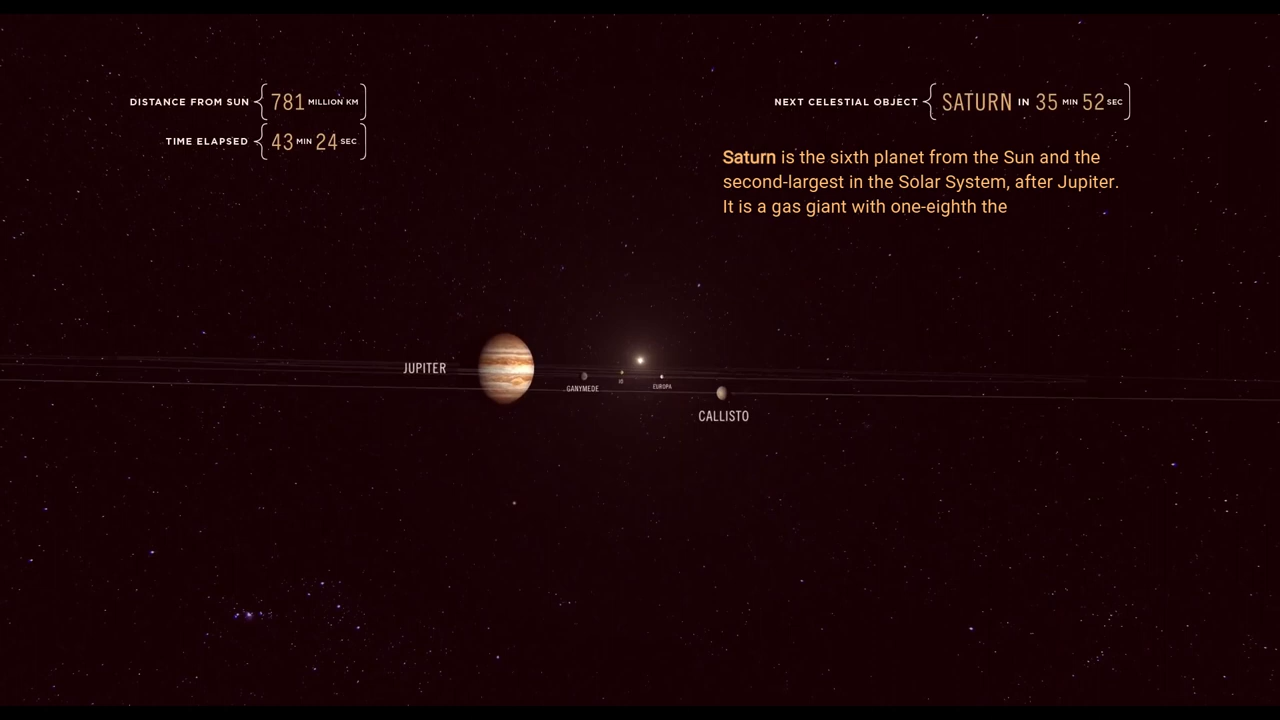 DISTANCE FROM SUN 781 MILLION KM
TIME ELAPSED 43 MIN 24 SEC
NEXT CELESTIAL OBJECT SATURN IN 35 MIN 52 SEC
Saturn is the sixth planet from the Sun and the
second-largest in the Solar System, after Jupiter.
It is a gas giant with one-eighth the
JUPITER
GANYMEDE
IO
EUROPA
CALLISTO